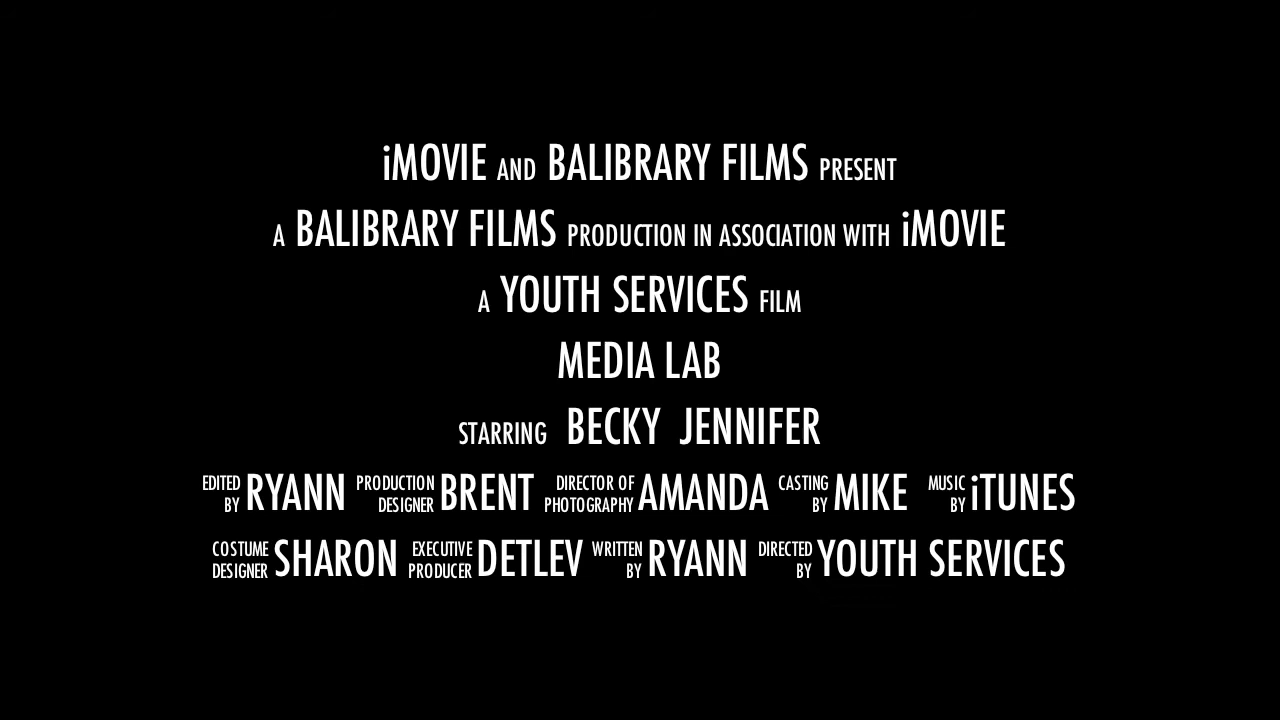 iMOVIE AND BALIBRARY FILMS PRESENT
A BALIBRARY FILMS PRODUCTION IN ASSOCIATION WITH iMOVIE
A YOUTH SERVICES FILM
MEDIA LAB
STARRING BECKY JENNIFER
EDITED BY RYANN PRODUCTION DESIGNER BRENT DIRECTOR OF PHOTOGRAPHY AMANDA CASTING BY MIKE MUSIC BY iTUNES
COSTUME DESIGNER SHARON EXECUTIVE PRODUCER DETLEV WRITTEN BY RYANN DIRECTED BY YOUTH SERVICES